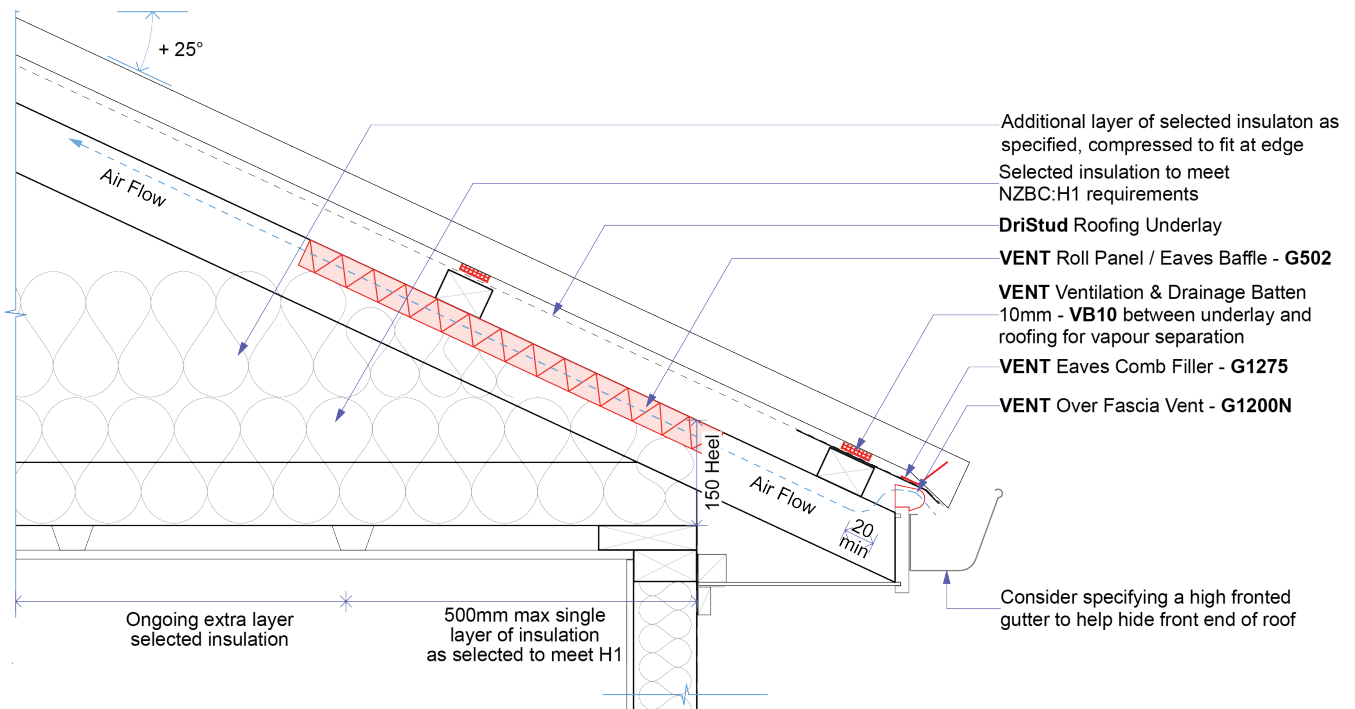 + 25°
Air Flow
Additional layer of selected insulaton as
specified, compressed to fit at edge
Selected insulation to meet
NZBC:H1 requirements
DriStud Roofing Underlay
VENT Roll Panel / Eaves Baffle - G502
VENT Ventilation & Drainage Batten
10mm - VB10 between underlay and
roofing for vapour separation
VENT Eaves Comb Filler - G1275
VENT Over Fascia Vent - G1200N
150 Heel
Air Flow
20
min
Consider specifying a high fronted
gutter to help hide front end of roof
Ongoing extra layer
selected insulation
500mm max single
layer of insulation
as selected to meet H1